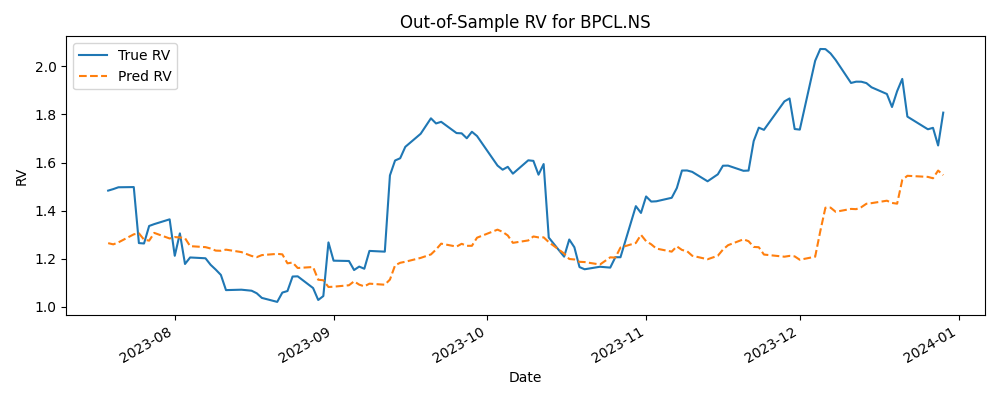 Out-of-Sample RV for BPCL.NS
True RV
Pred RV
RV
2.0
1.8
1.6
1.4
1.2
1.0
2023-08
2023-09
2023-10
2023-11
2023-12
2024-01
Date